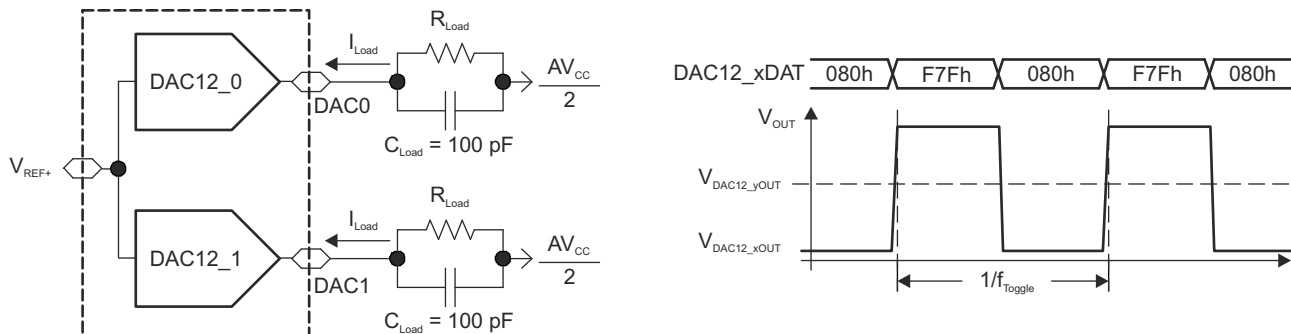 DAC12_0
DAC0
I_Load
R_Load
C_Load = 100 pF
AV_CC
2
V_REF+
DAC12_1
DAC1
I_Load
R_Load
C_Load = 100 pF
AV_CC
2
DAC12_xDAT 080h F7Fh 080h F7Fh 080h
V_OUT
V_DAC12_yOUT
V_DAC12_xOUT
1/f_Toggle